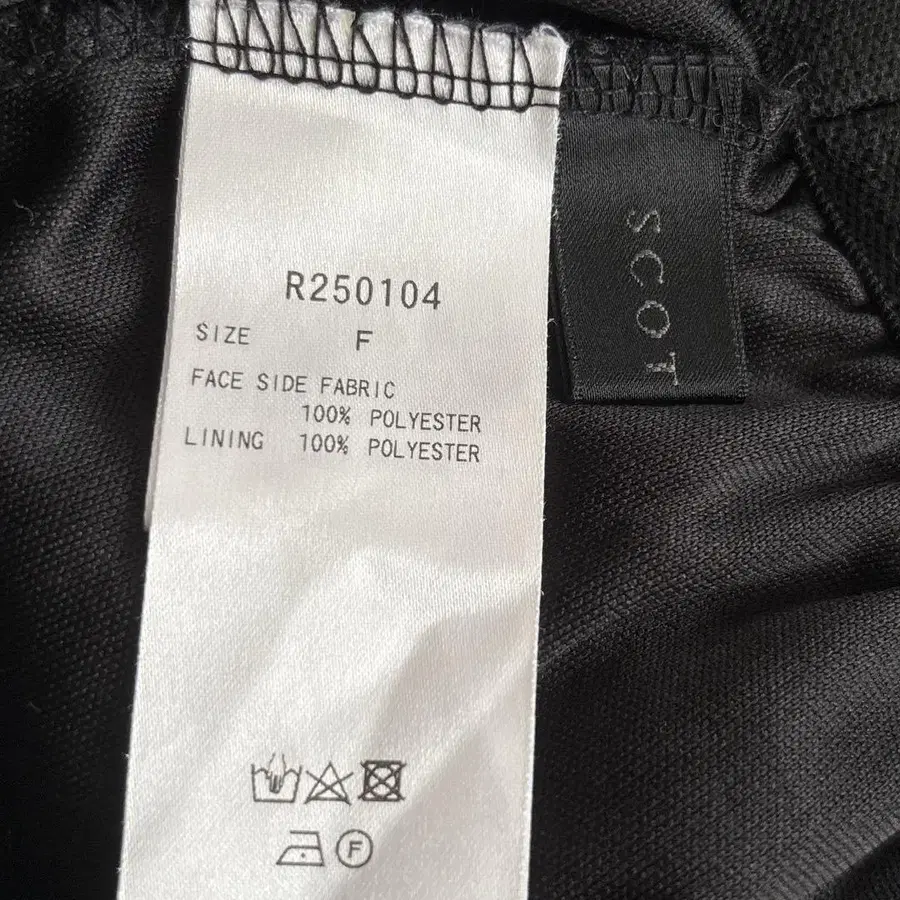 R250104
SIZE F
FACE SIDE FABRIC
100% POLYESTER
LINING 100% POLYESTER
F
SCOT